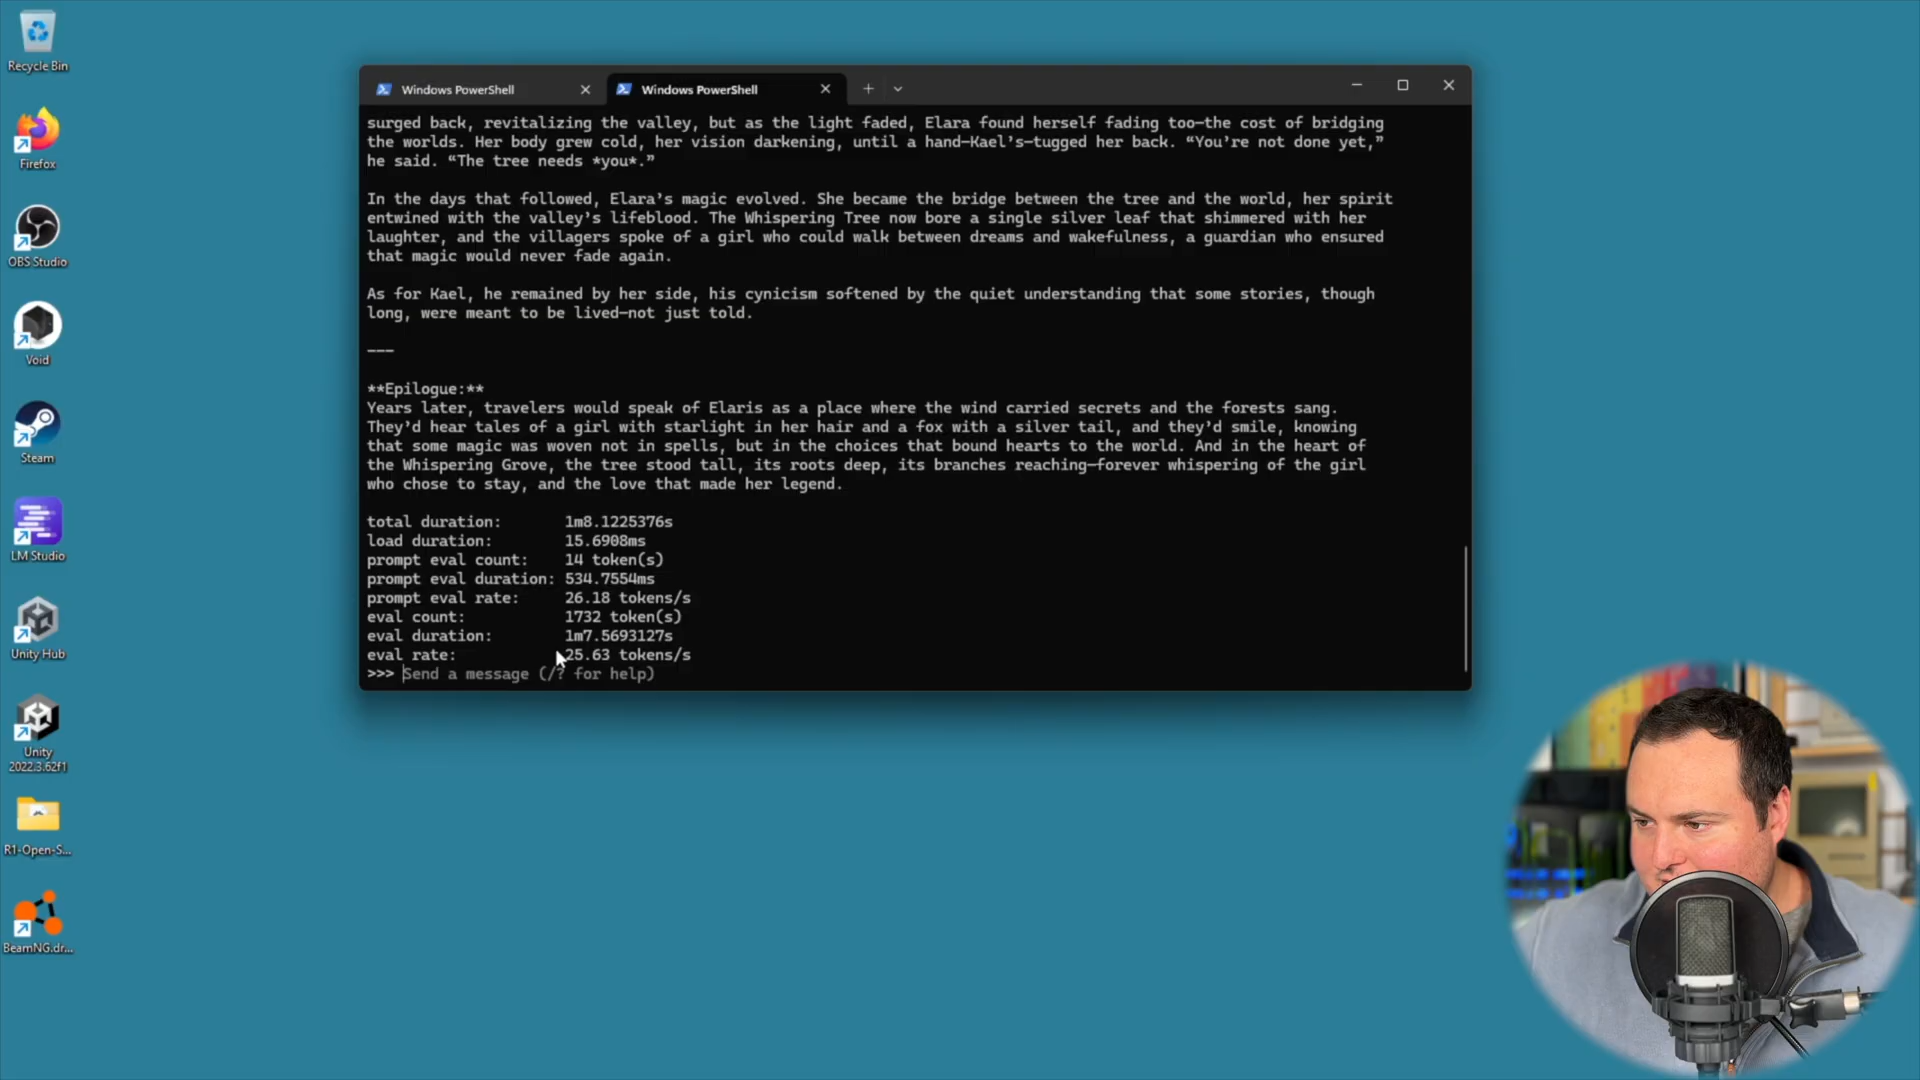 Recycle Bin
Firefox
OBS Studio
Void
Steam
LM Studio
Unity Hub
Unity
2022.3.62f1
R1-Open-S...
BeamNG.dr...
Windows PowerShell
Windows PowerShell
surged back, revitalizing the valley, but as the light faded, Elara found herself fading too—the cost of bridging
the worlds. Her body grew cold, her vision darkening, until a hand—Kael’s—tugged her back. “You’re not done yet,”
he said. “The tree needs *you*.”
In the days that followed, Elara’s magic evolved. She became the bridge between the tree and the world, her spirit
entwined with the valley’s lifeblood. The Whispering Tree now bore a single silver leaf that shimmered with her
laughter, and the villagers spoke of a girl who could walk between dreams and wakefulness, a guardian who ensured
that magic would never fade again.
As for Kael, he remained by her side, his cynicism softened by the quiet understanding that some stories, though
long, were meant to be lived—not just told.
---
**Epilogue:**
Years later, travelers would speak of Elaris as a place where the wind carried secrets and the forests sang.
They’d hear tales of a girl with starlight in her hair and a fox with a silver tail, and they’d smile, knowing
that some magic was woven not in spells, but in the choices that bound hearts to the world. And in the heart of
the Whispering Grove, the tree stood tall, its roots deep, its branches reaching—forever whispering of the girl
who chose to stay, and the love that made her legend.
total duration: 1m8.1225376s
load duration: 15.6908ms
prompt eval count: 14 token(s)
prompt eval duration: 534.7554ms
prompt eval rate: 26.18 tokens/s
eval count: 1732 token(s)
eval duration: 1m7.5693127s
eval rate: 25.63 tokens/s
>>> Send a message (/? for help)